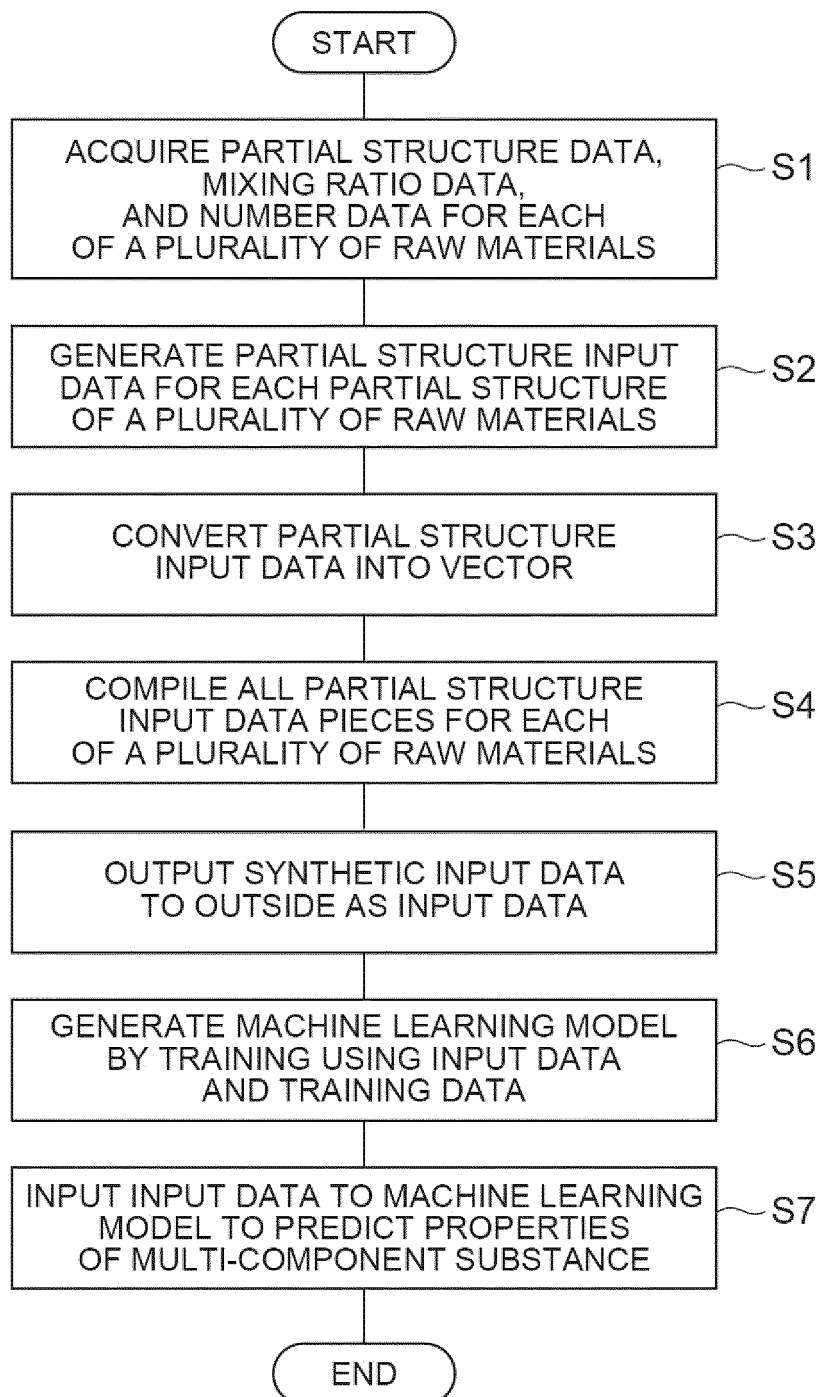 START
ACQUIRE PARTIAL STRUCTURE DATA,
MIXING RATIO DATA,
AND NUMBER DATA FOR EACH
OF A PLURALITY OF RAW MATERIALS
S1
GENERATE PARTIAL STRUCTURE INPUT
DATA FOR EACH PARTIAL STRUCTURE
OF A PLURALITY OF RAW MATERIALS
S2
CONVERT PARTIAL STRUCTURE
INPUT DATA INTO VECTOR
S3
COMPILE ALL PARTIAL STRUCTURE
INPUT DATA PIECES FOR EACH
OF A PLURALITY OF RAW MATERIALS
S4
OUTPUT SYNTHETIC INPUT DATA
TO OUTSIDE AS INPUT DATA
S5
GENERATE MACHINE LEARNING MODEL
BY TRAINING USING INPUT DATA
AND TRAINING DATA
S6
INPUT INPUT DATA TO MACHINE LEARNING
MODEL TO PREDICT PROPERTIES
OF MULTI-COMPONENT SUBSTANCE
S7
END